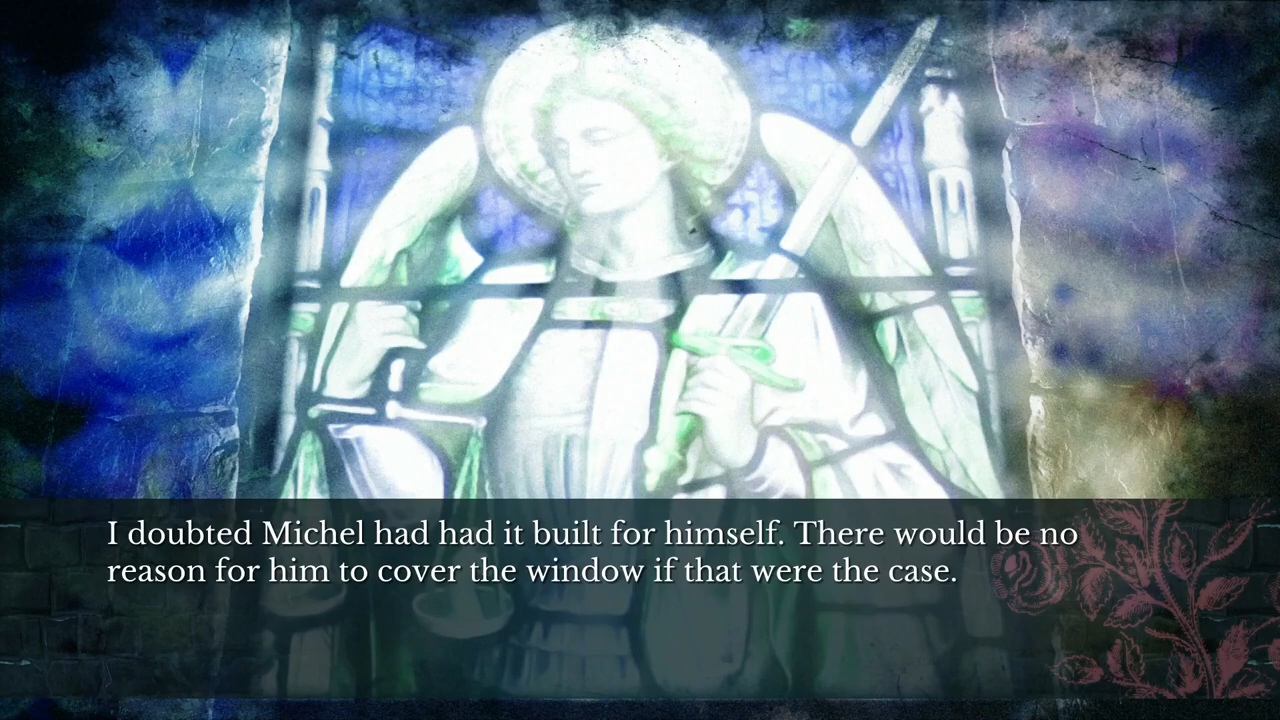 I doubted Michel had had it built for himself. There would be no
reason for him to cover the window if that were the case.